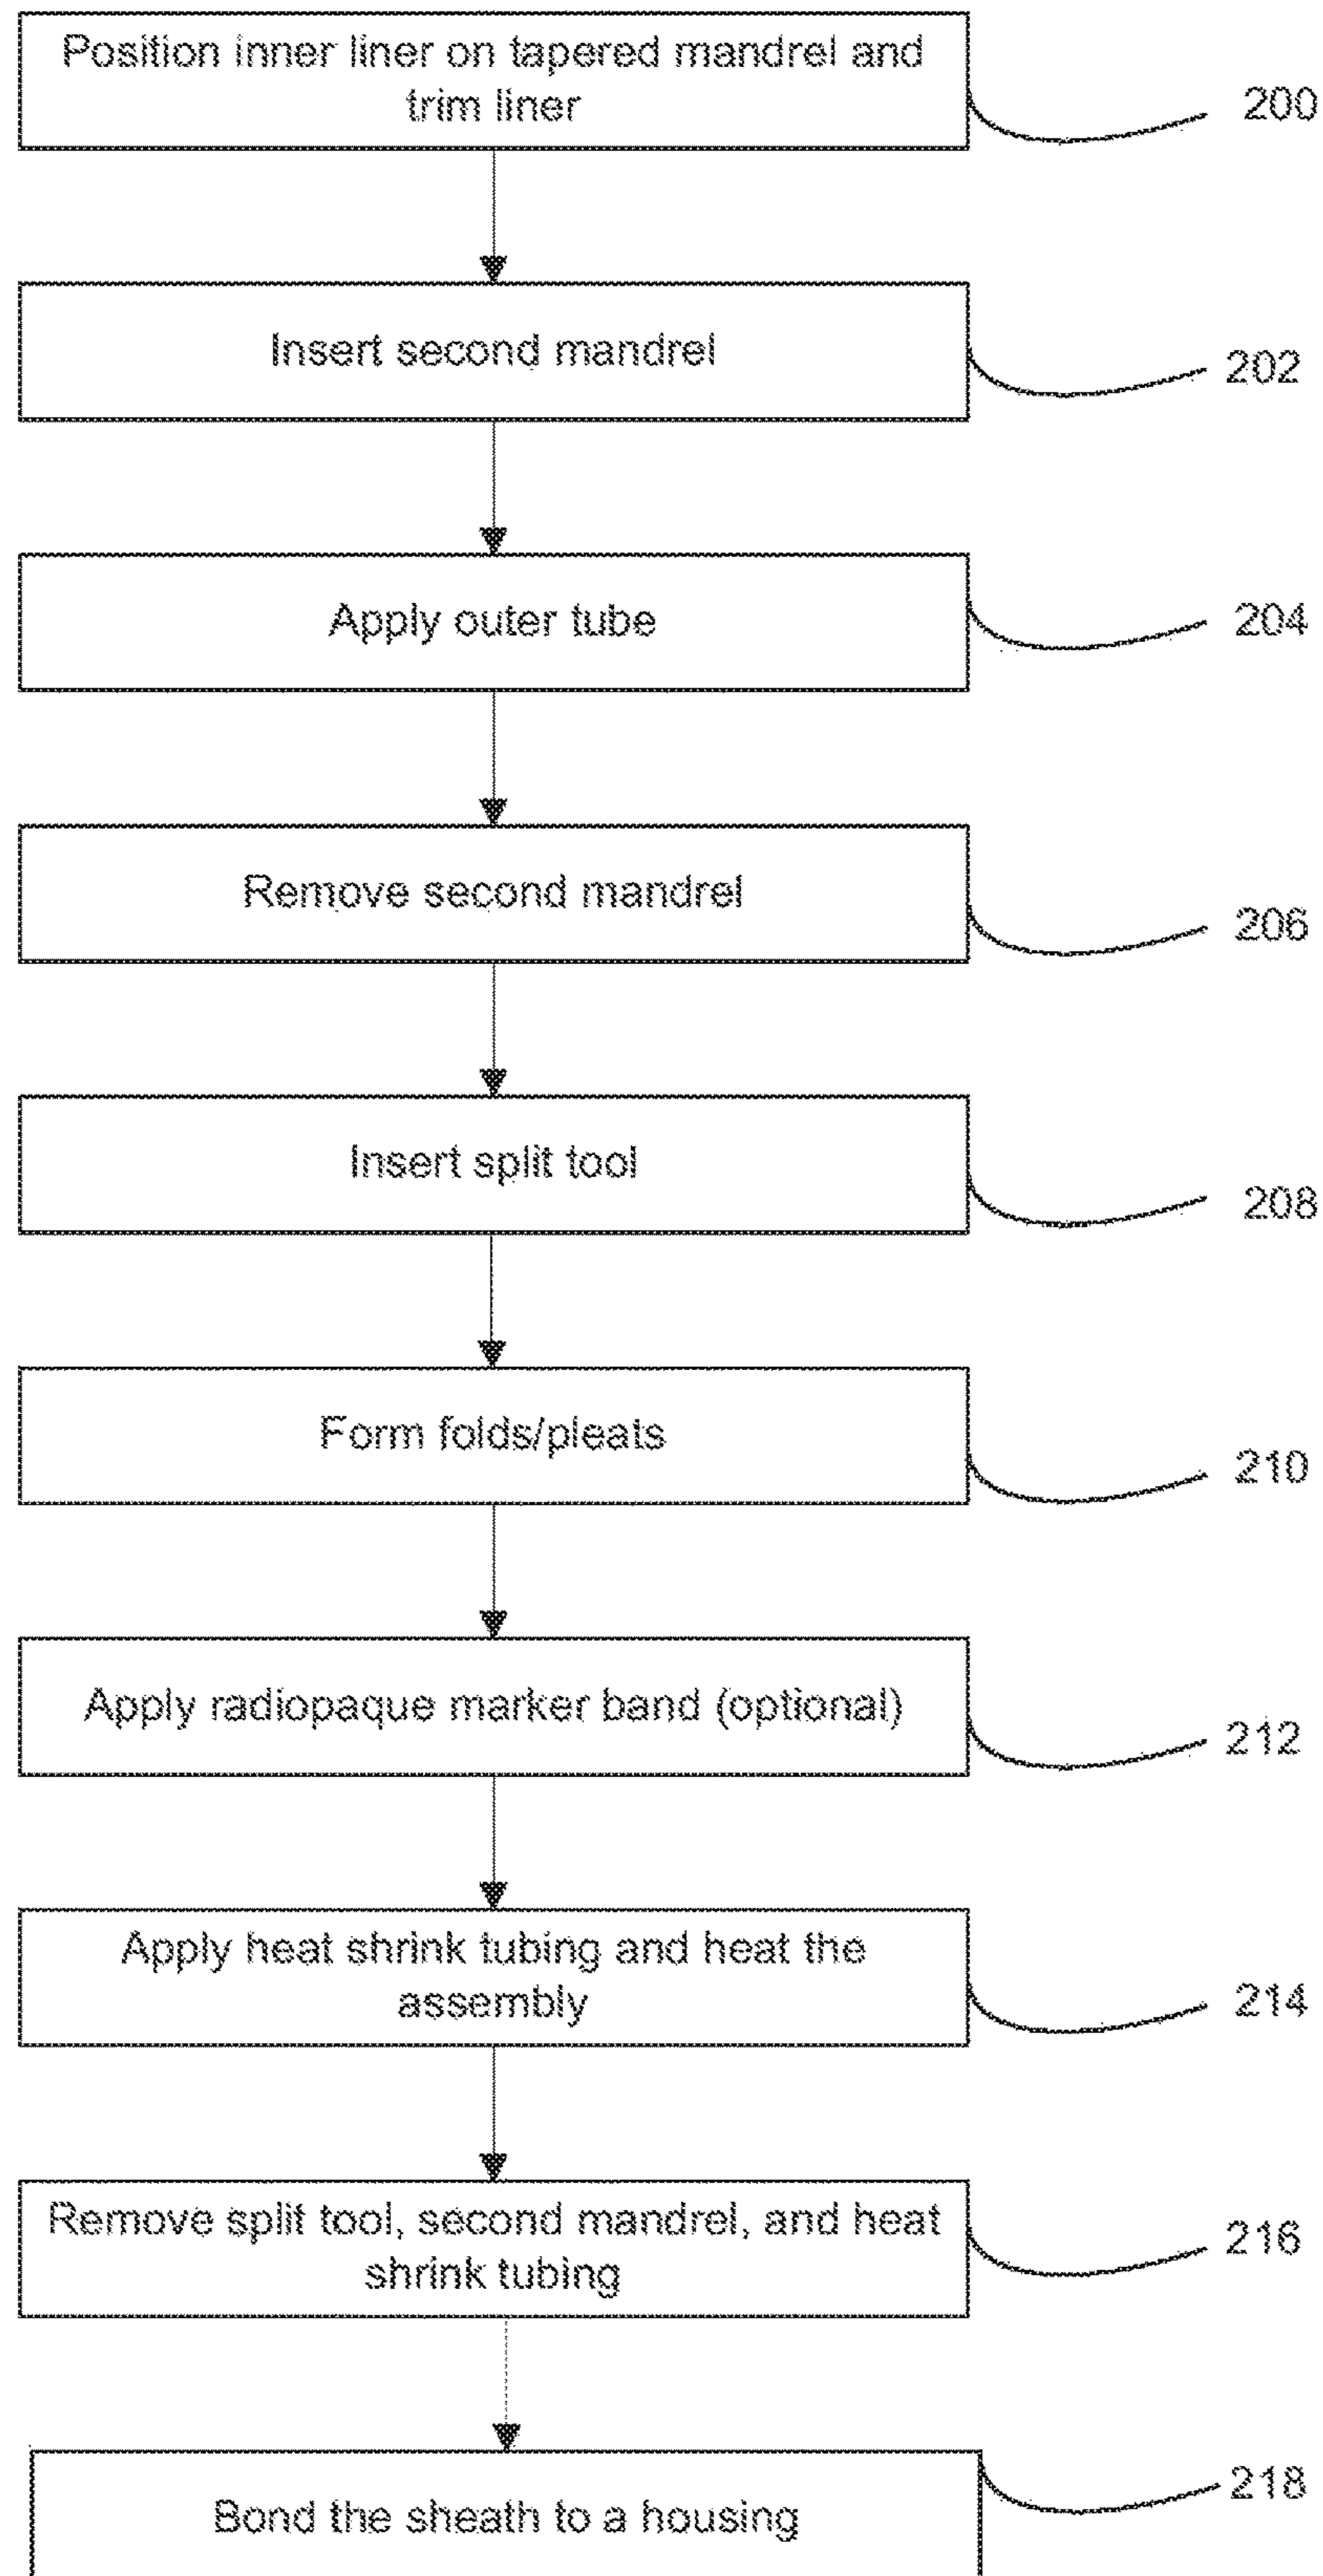 Position inner liner on tapered mandrel and
trim liner
200
Insert second mandrel
202
Apply outer tube
204
Remove second mandrel
206
Insert split tool
208
Form folds/pleats
210
Apply radiopaque marker band (optional)
212
Apply heat shrink tubing and heat the
assembly
214
Remove split tool, second mandrel, and heat
shrink tubing
216
Bond the sheath to a housing
218